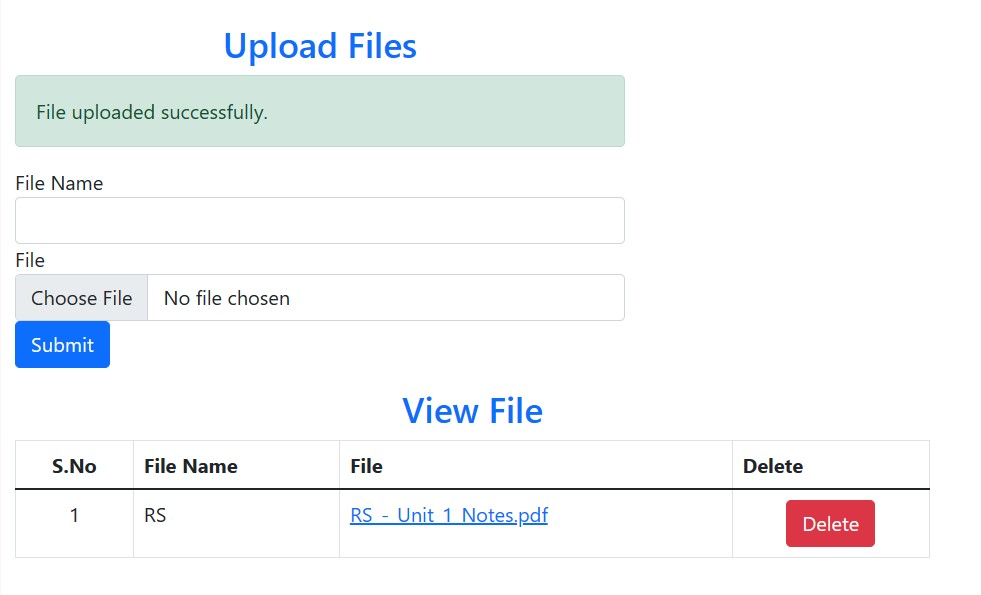 Upload Files
File uploaded successfully.
File Name
File
Choose File No file chosen
Submit
View File
S.No File Name File Delete
1 RS RS_-_Unit_1_Notes.pdf Delete